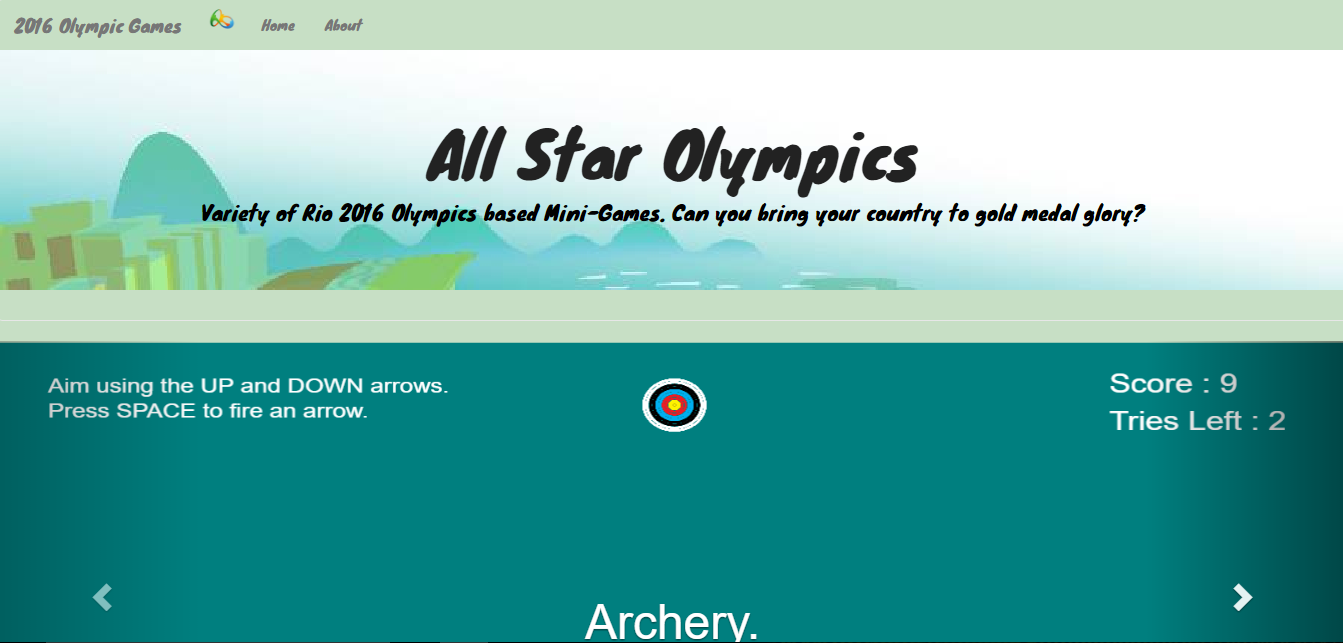 2016 Olympic Games Home About
All Star Olympics
Variety of Rio 2016 Olympics based Mini-Games. Can you bring your country to gold medal glory?
Aim using the UP and DOWN arrows.
Press SPACE to fire an arrow.
Score : 9
Tries Left : 2
Archery.